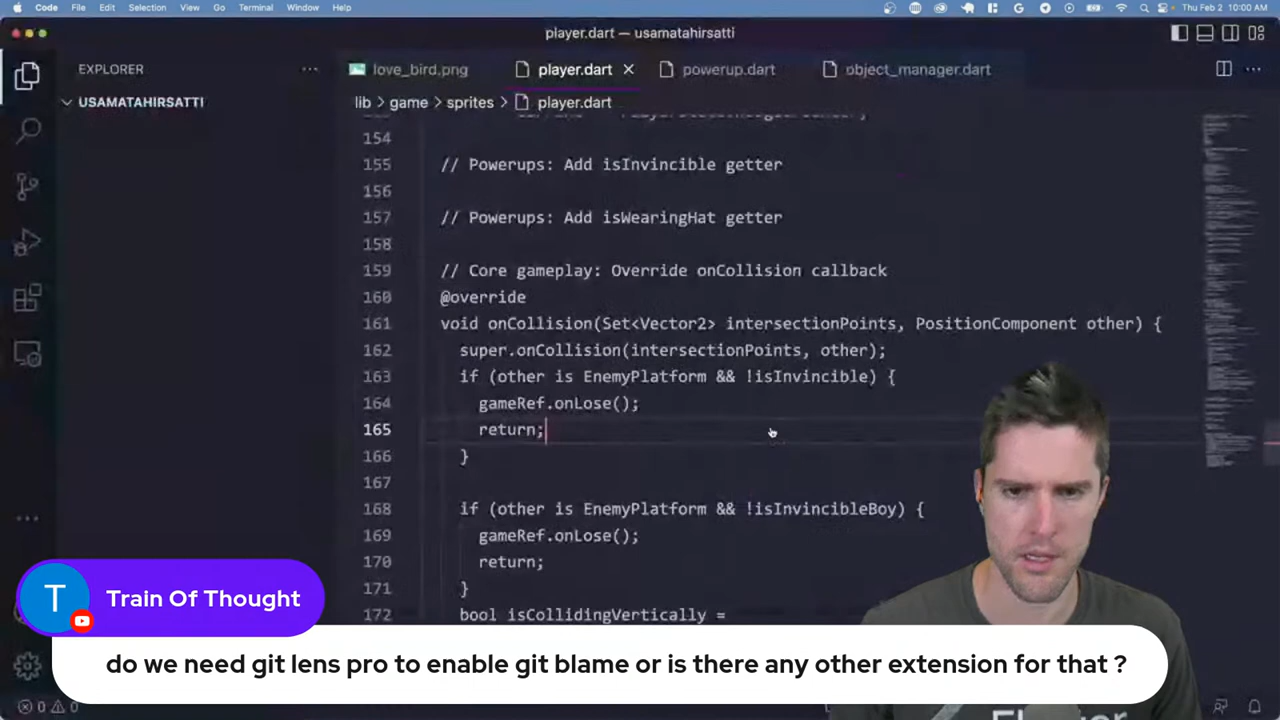 Code File Edit Selection View Go Terminal Window Help Thu Feb 2 10:00 AM
player.dart — usamatahirsatti
EXPLORER
love_bird.png player.dart powerup.dart object_manager.dart
USAMATAHIRSATTI
lib > game > sprites > player.dart
154
155 // Powerups: Add isInvincible getter
156
157 // Powerups: Add isWearingHat getter
158
159 // Core gameplay: Override onCollision callback
160 @override
161 void onCollision(Set<Vector2> intersectionPoints, PositionComponent other) {
162 super.onCollision(intersectionPoints, other);
163 if (other is EnemyPlatform && !isInvincible) {
164 gameRef.onLose();
165 return;
166 }
167
168 if (other is EnemyPlatform && !isInvincibleBoy) {
169 gameRef.onLose();
170 return;
171 }
172 bool isCollidingVertically =
T Train Of Thought
do we need git lens pro to enable git blame or is there any other extension for that ?
0 0